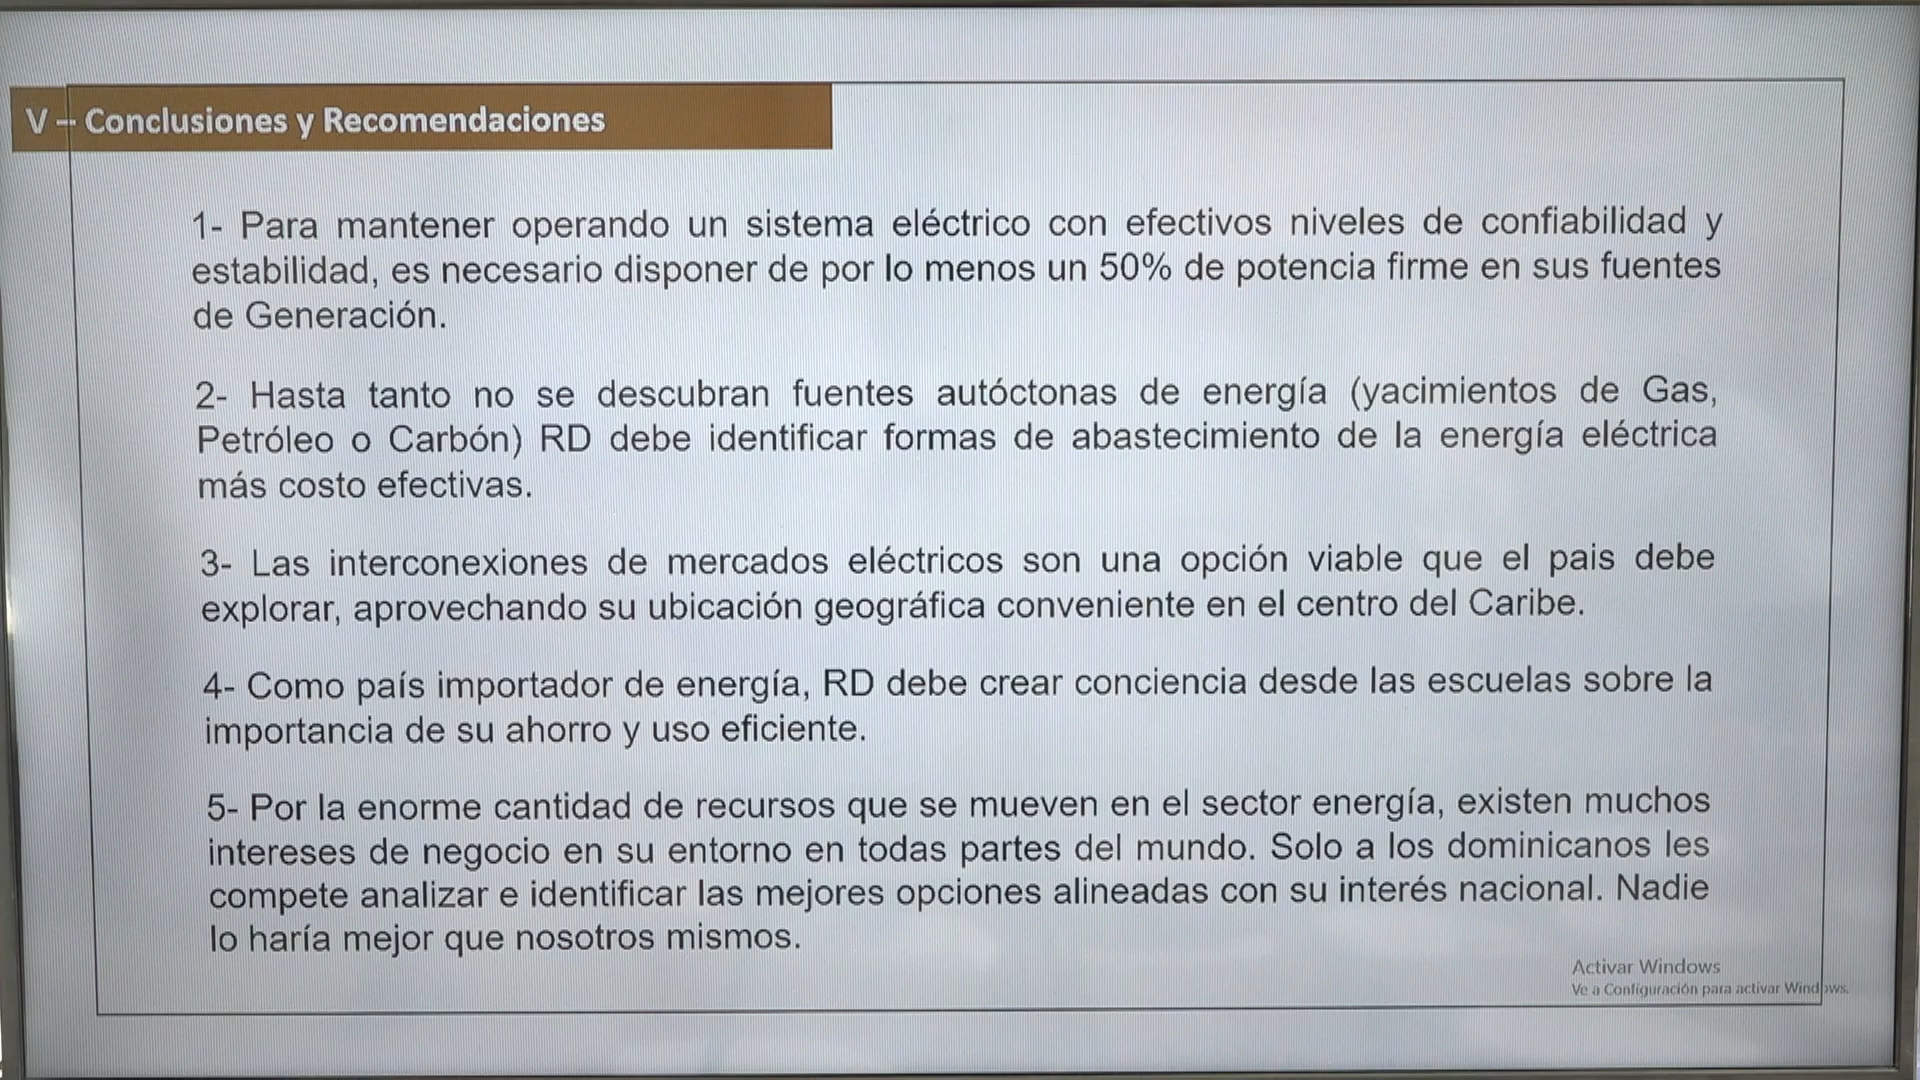 V – Conclusiones y Recomendaciones
1- Para mantener operando un sistema eléctrico con efectivos niveles de confiabilidad y
estabilidad, es necesario disponer de por lo menos un 50% de potencia firme en sus fuentes
de Generación.
2- Hasta tanto no se descubran fuentes autóctonas de energía (yacimientos de Gas,
Petróleo o Carbón) RD debe identificar formas de abastecimiento de la energía eléctrica
más costo efectivas.
3- Las interconexiones de mercados eléctricos son una opción viable que el pais debe
explorar, aprovechando su ubicación geográfica conveniente en el centro del Caribe.
4- Como país importador de energía, RD debe crear conciencia desde las escuelas sobre la
importancia de su ahorro y uso eficiente.
5- Por la enorme cantidad de recursos que se mueven en el sector energía, existen muchos
intereses de negocio en su entorno en todas partes del mundo. Solo a los dominicanos les
compete analizar e identificar las mejores opciones alineadas con su interés nacional. Nadie
lo haría mejor que nosotros mismos.
Activar Windows
Ve a Configuración para activar Windows.